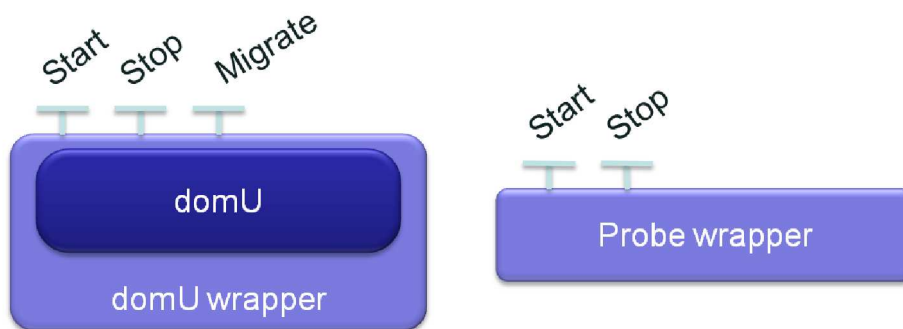 Start
Stop
Migrate
domU
domU wrapper
Start
Stop
Probe wrapper